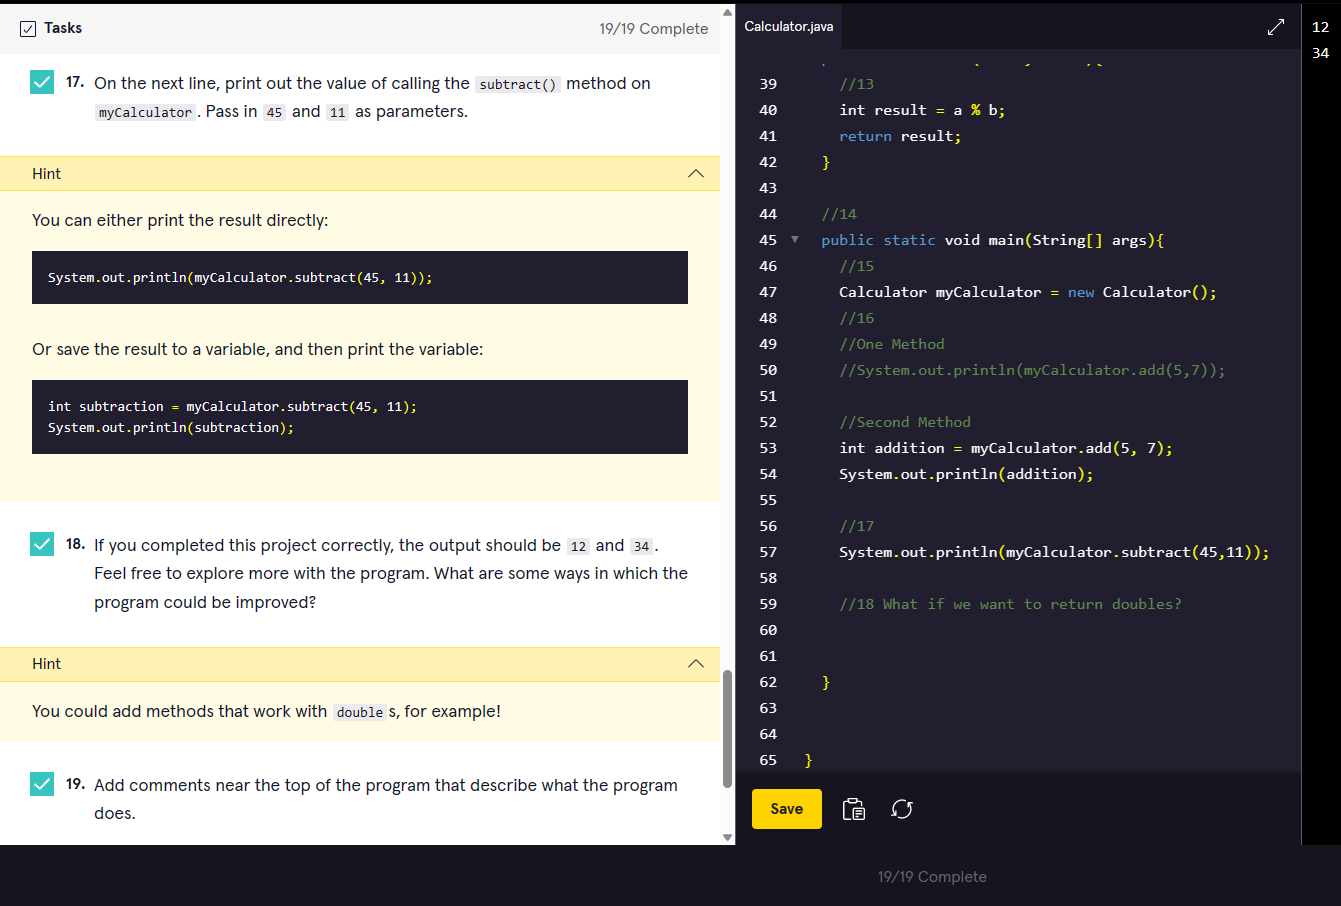 Tasks
19/19 Complete
17. On the next line, print out the value of calling the subtract() method on
myCalculator. Pass in 45 and 11 as parameters.
Hint
You can either print the result directly:
System.out.println(myCalculator.subtract(45, 11));
Or save the result to a variable, and then print the variable:
int subtraction = myCalculator.subtract(45, 11);
System.out.println(subtraction);
18. If you completed this project correctly, the output should be 12 and 34.
Feel free to explore more with the program. What are some ways in which the
program could be improved?
Hint
You could add methods that work with doubles, for example!
19. Add comments near the top of the program that describe what the program
does.
Calculator.java
39 //13
40 int result = a % b;
41 return result;
42 }
43
44 //14
45 public static void main(String[] args){
46 //15
47 Calculator myCalculator = new Calculator();
48 //16
49 //One Method
50 //System.out.println(myCalculator.add(5,7));
51
52 //Second Method
53 int addition = myCalculator.add(5, 7);
54 System.out.println(addition);
55
56 //17
57 System.out.println(myCalculator.subtract(45,11));
58
59 //18 What if we want to return doubles?
60
61
62 }
63
64
65 }
Save
12
34
19/19 Complete